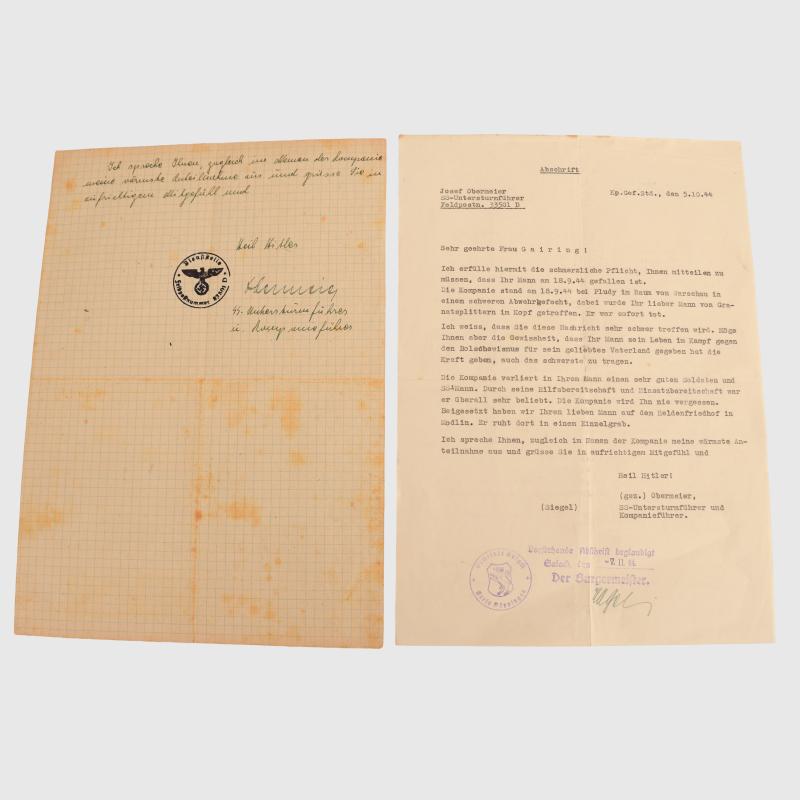 Ich spreche Ihnen, zugleich im Namen der Kompanie
meine wärmste Anteilnahme aus und grüsse Sie in
aufrichtigem Mitgefühl und
Heil Hitler
Dienststelle
Feldpostnummer
Obermeier
SS-Untersturmführer
u. Kompanieführer
Abschrift
Josef Obermeier
SS-Untersturmführer
Feldpostn. 33501 D
Kp.Gef.Std., den 5.10.44
Sehr geehrte Frau G a i r i n g !
Ich erfülle hiermit die schmerzliche Pflicht, Ihnen mitteilen zu
müssen, dass Ihr Mann am 18.9.44 gefallen ist.
Die Kompanie stand am 18.9.44 bei Pludy im Raum von Warschau in
einem schweren Abwehrgefecht, dabei wurde Ihr lieber Mann von Gra-
natsplittern im Kopf getroffen. Er war sofort tot.
Ich weiss, dass Sie diese Nachricht sehr schwer treffen wird. Möge
Ihnen aber die Gewissheit, dass Ihr Mann sein Leben im Kampf gegen
den Bolschewismus für sein geliebtes Vaterland gegeben hat die
Kraft geben, auch das schwerste zu tragen.
Die Kompanie verliert in Ihrem Mann einen sehr guten Soldaten und
SS-Mann. Durch seine Hilfsbereitschaft und Einsatzbereitschaft war
er überall sehr beliebt. Die Kompanie wird Ihn nie vergessen.
Beigesetzt haben wir Ihren lieben Mann auf dem Heldenfriedhof in
Modlin. Er ruht dort in einem Einzelgrab.
Ich spreche Ihnen, zugleich im Namen der Kompanie meine wärmste An-
teilnahme aus und grüsse Sie in aufrichtigem Mitgefühl und
Heil Hitler!
(gez.) Obermeier,
(Siegel) SS-Untersturmführer und
Kompanieführer.
Vorstehende Abschrift beglaubigt
den -7. 11. 44
Der Bürgermeister.